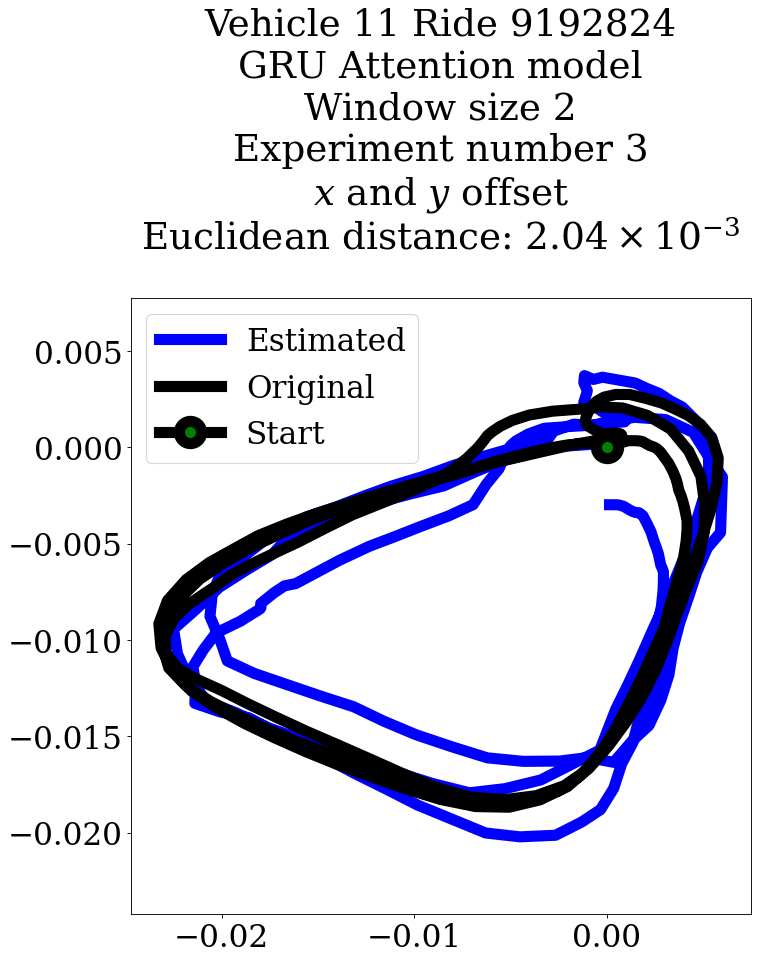 Vehicle 11 Ride 9192824
GRU Attention model
Window size 2
Experiment number 3
x and y offset
Euclidean distance: 2.04 × 10⁻³
Estimated
Original
Start
0.005
0.000
−0.005
−0.010
−0.015
−0.020
−0.02
−0.01
0.00